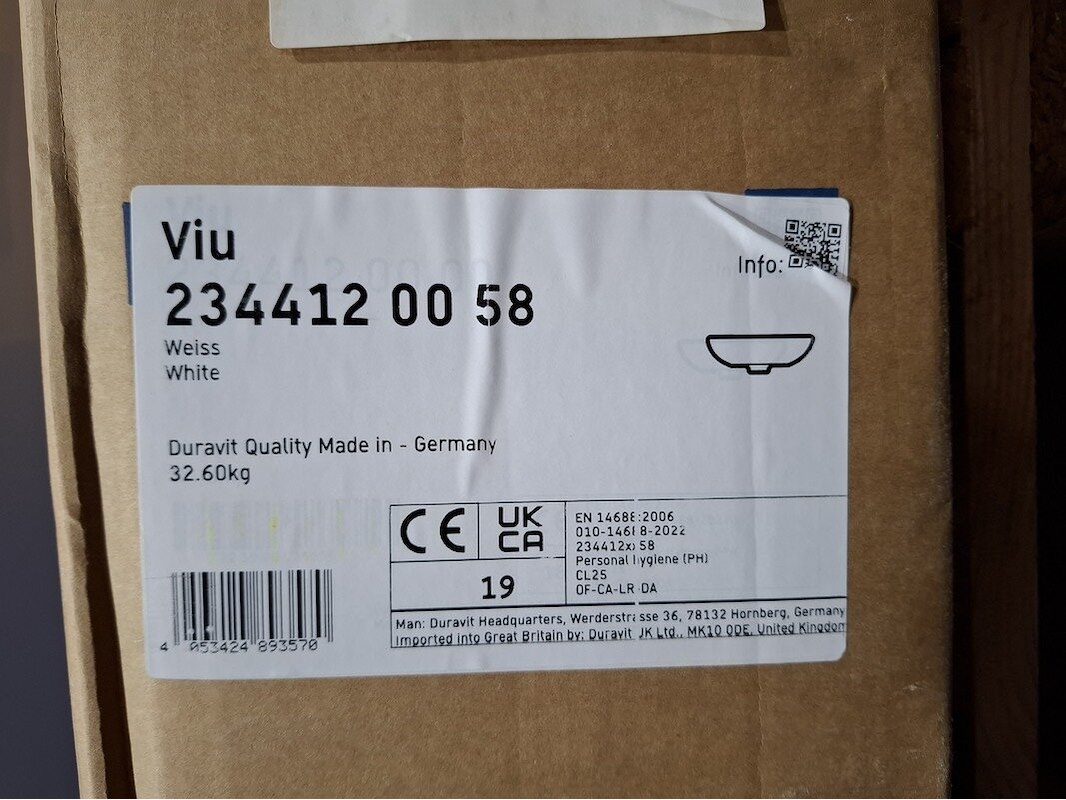 Viu
Info:
234412 00 58
Weiss
White
Duravit Quality Made in - Germany
32.60kg
CE
UK
CA
19
EN 14688:2006
010-14688-2022
234412xx58
Personal Hygiene (PH)
CL25
OF-CA-LR-DA
Man: Duravit Headquarters, Werderstrasse 36, 78132 Hornberg, Germany
Imported into Great Britain by: Duravit UK Ltd., MK10 0DE, United Kingdom
4 053424 893570